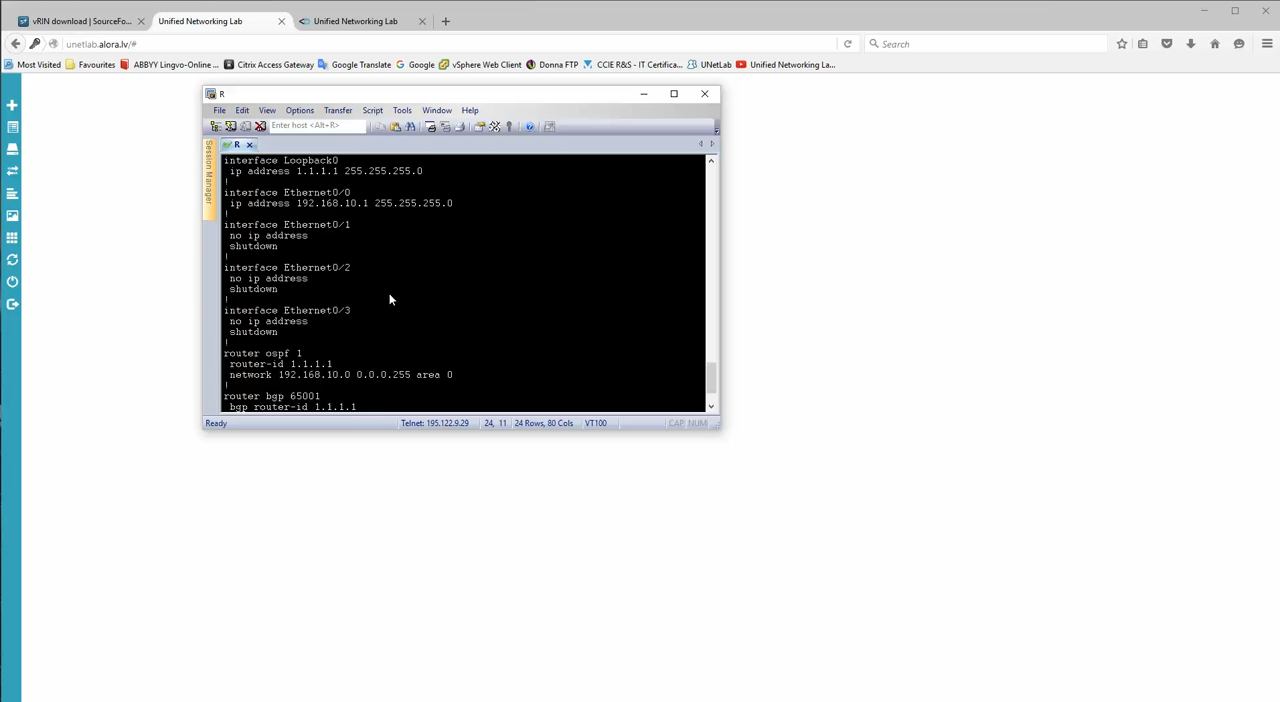 vRIN download | SourceFo...
Unified Networking Lab
Unified Networking Lab
unetlab.alora.lv/#
Search
Most Visited
Favourites
ABBYY Lingvo-Online ...
Citrix Access Gateway
Google Translate
Google
vSphere Web Client
Donna FTP
CCIE R&S - IT Certifica...
UNetLab
Unified Networking La...
R
File Edit View Options Transfer Script Tools Window Help
Enter host <Alt+R>
R
Session Manager
interface Loopback0
ip address 1.1.1.1 255.255.255.0
!
interface Ethernet0/0
ip address 192.168.10.1 255.255.255.0
!
interface Ethernet0/1
no ip address
shutdown
!
interface Ethernet0/2
no ip address
shutdown
!
interface Ethernet0/3
no ip address
shutdown
!
router ospf 1
router-id 1.1.1.1
network 192.168.10.0 0.0.0.255 area 0
!
router bgp 65001
bgp router-id 1.1.1.1
Ready
Telnet: 195.122.9.29
24, 11
24 Rows, 80 Cols
VT100
CAP NUM